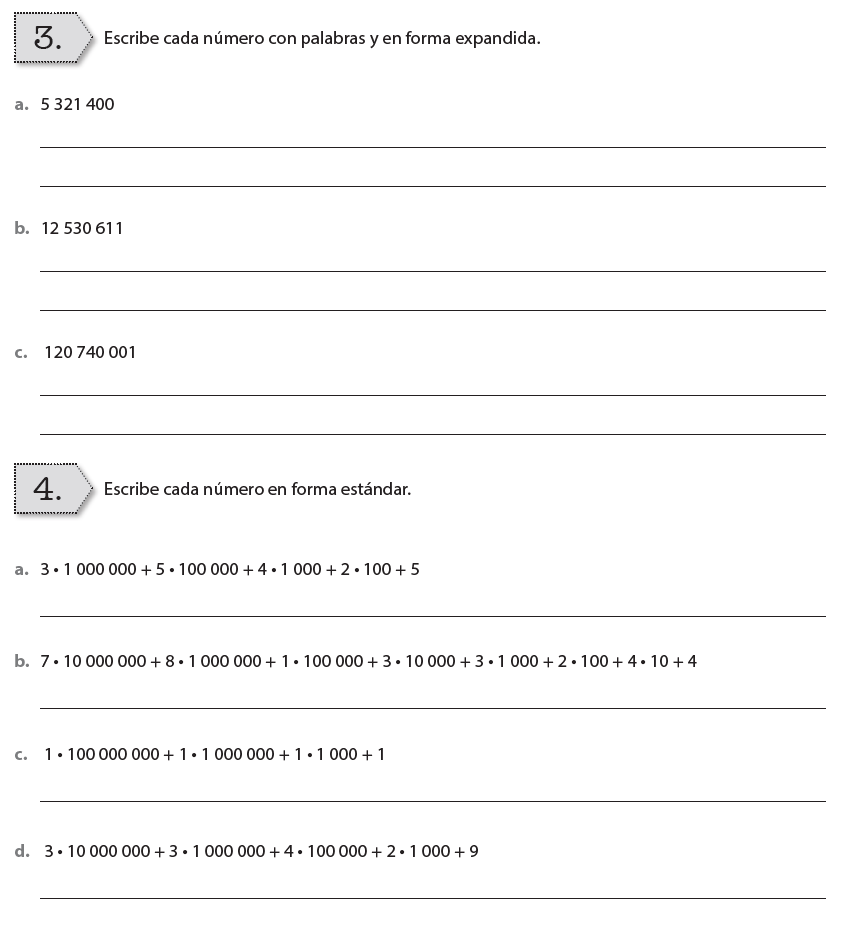 3. Escribe cada número con palabras y en forma expandida.
a. 5 321 400
b. 12 530 611
c. 120 740 001
4. Escribe cada número en forma estándar.
a. 3 • 1 000 000 + 5 • 100 000 + 4 • 1 000 + 2 • 100 + 5
b. 7 • 10 000 000 + 8 • 1 000 000 + 1 • 100 000 + 3 • 10 000 + 3 • 1 000 + 2 • 100 + 4 • 10 + 4
c. 1 • 100 000 000 + 1 • 1 000 000 + 1 • 1 000 + 1
d. 3 • 10 000 000 + 3 • 1 000 000 + 4 • 100 000 + 2 • 1 000 + 9